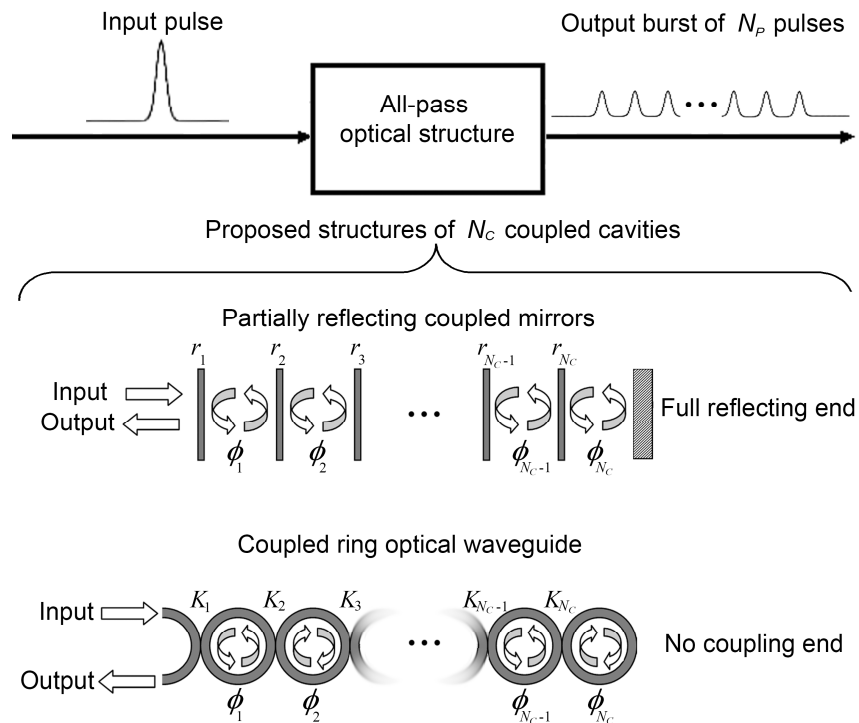 Input pulse
Output burst of N_P pulses
All-pass
optical structure
Proposed structures of N_C coupled cavities
Partially reflecting coupled mirrors
r_1 r_2 r_3 r_{N_C-1} r_{N_C}
Input
Output
...
Full reflecting end
ϕ_1 ϕ_2 ϕ_{N_C-1} ϕ_{N_C}
Coupled ring optical waveguide
K_1 K_2 K_3 K_{N_C-1} K_{N_C}
Input
...
No coupling end
Output
ϕ_1 ϕ_2 ϕ_{N_C-1} ϕ_{N_C}